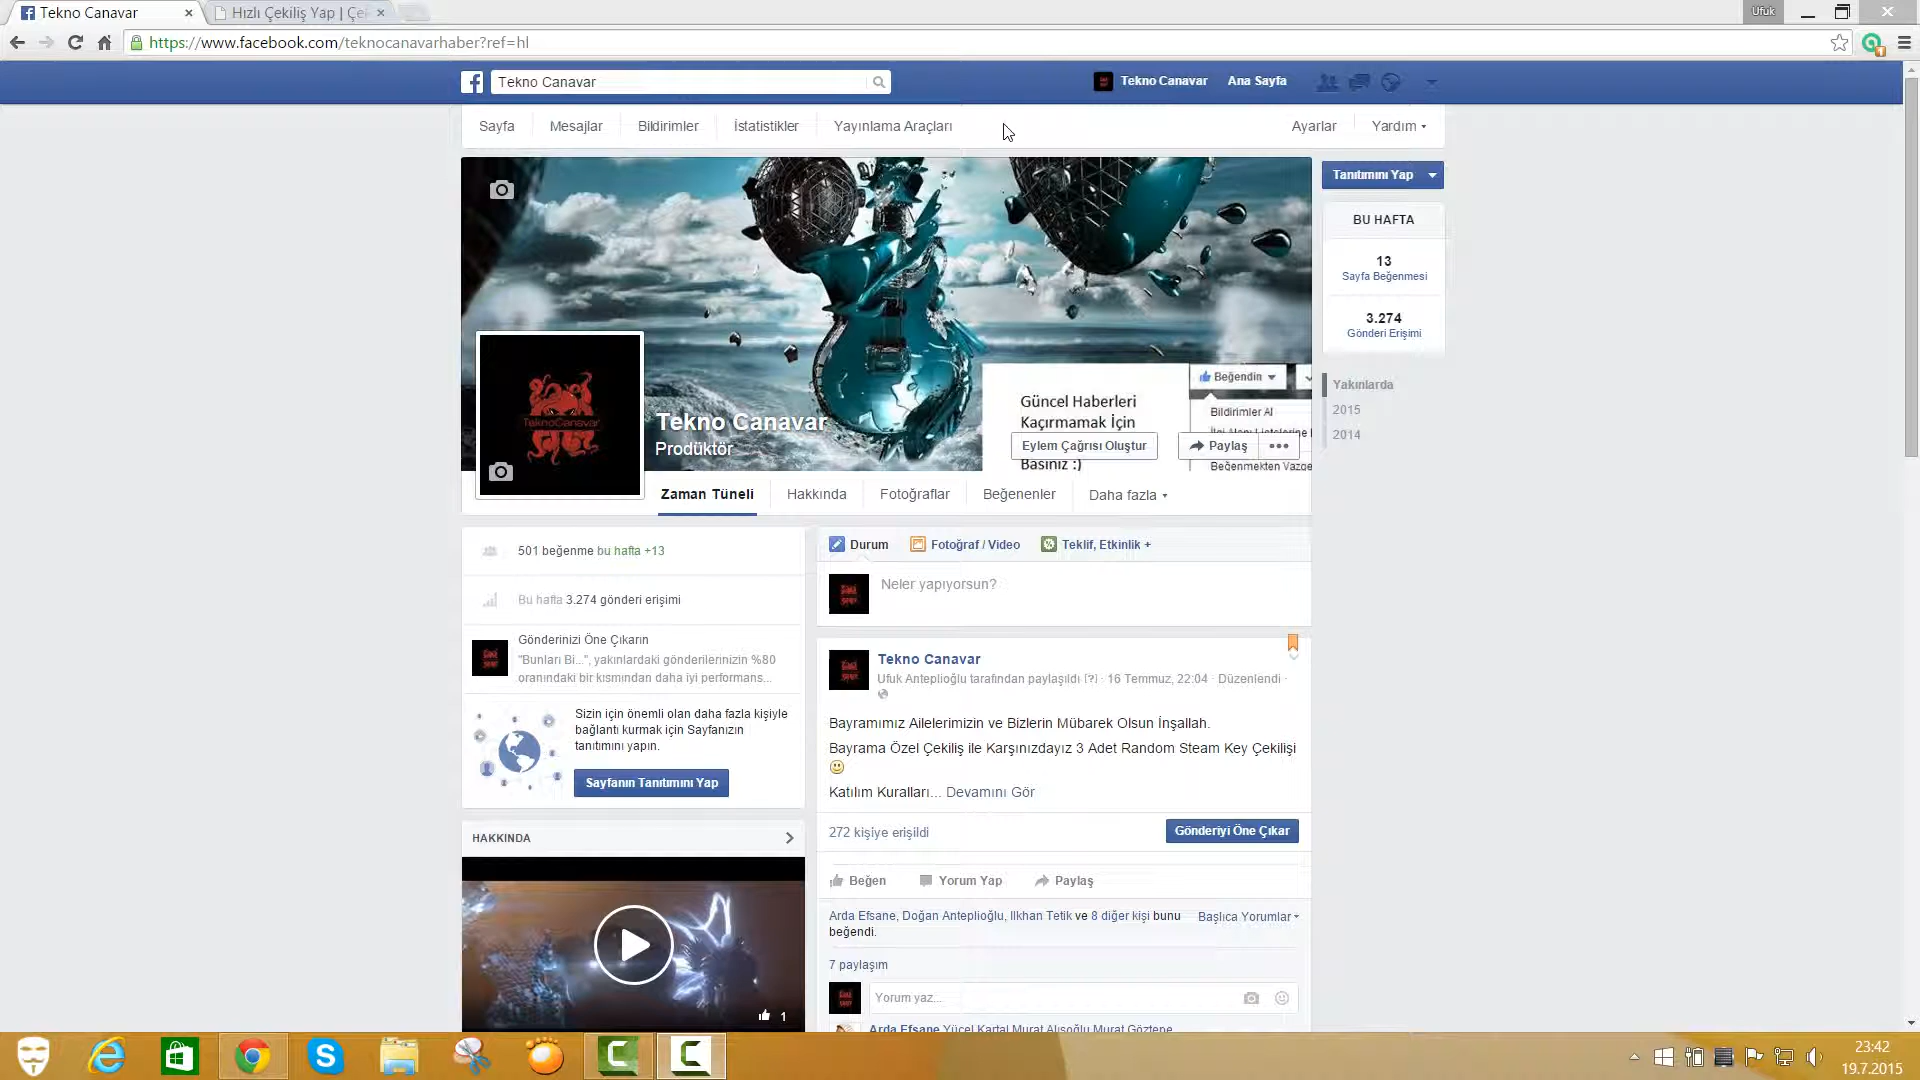 Tekno Canavar
Hızlı Çekiliş Yap | Çek
Ufuk
https://www.facebook.com/teknocanavarhaber?ref=hl
Tekno Canavar
Tekno Canavar
Ana Sayfa
Sayfa
Mesajlar
Bildirimler
İstatistikler
Yayınlama Araçları
Ayarlar
Yardım
Tanıtımını Yap
BU HAFTA
13
Sayfa Beğenmesi
3.274
Gönderi Erişimi
Yakınlarda
2015
2014
Güncel Haberleri
Kaçırmamak İçin
Basınız :)
Beğendin
Bildirimler Al
Eylem Çağrısı Oluştur
Paylaş
Beğenmekten Vazge
TeknoCanavar
Tekno Canavar
Prodüktör
Zaman Tüneli
Hakkında
Fotoğraflar
Beğenenler
Daha fazla
501 beğenme bu hafta +13
Bu hafta 3.274 gönderi erişimi
Gönderinizi Öne Çıkarın
"Bunları Bi...", yakınlardaki gönderilerinizin %80
oranındaki bir kısmından daha iyi performans...
Sizin için önemli olan daha fazla kişiyle
bağlantı kurmak için Sayfanızın
tanıtımını yapın.
Sayfanın Tanıtımını Yap
HAKKINDA
1
Durum
Fotoğraf / Video
Teklif, Etkinlik +
Neler yapıyorsun?
Tekno Canavar
Ufuk Anteplioğlu tarafından paylaşıldı [?] · 16 Temmuz, 22:04 · Düzenlendi ·
Bayramımız Ailelerimizin ve Bizlerin Mübarek Olsun İnşallah.
Bayrama Özel Çekiliş ile Karşınızdayız 3 Adet Random Steam Key Çekilişi
Katılım Kuralları... Devamını Gör
272 kişiye erişildi
Gönderiyi Öne Çıkar
Beğen
Yorum Yap
Paylaş
Arda Efsane, Doğan Anteplioğlu, Ilkhan Tetik ve 8 diğer kişi bunu
beğendi.
Başlıca Yorumlar
7 paylaşım
Yorum yaz...
Arda Efsane Yücel Kartal Murat Alışoğlu Murat Göztepe
23:42
19.7.2015